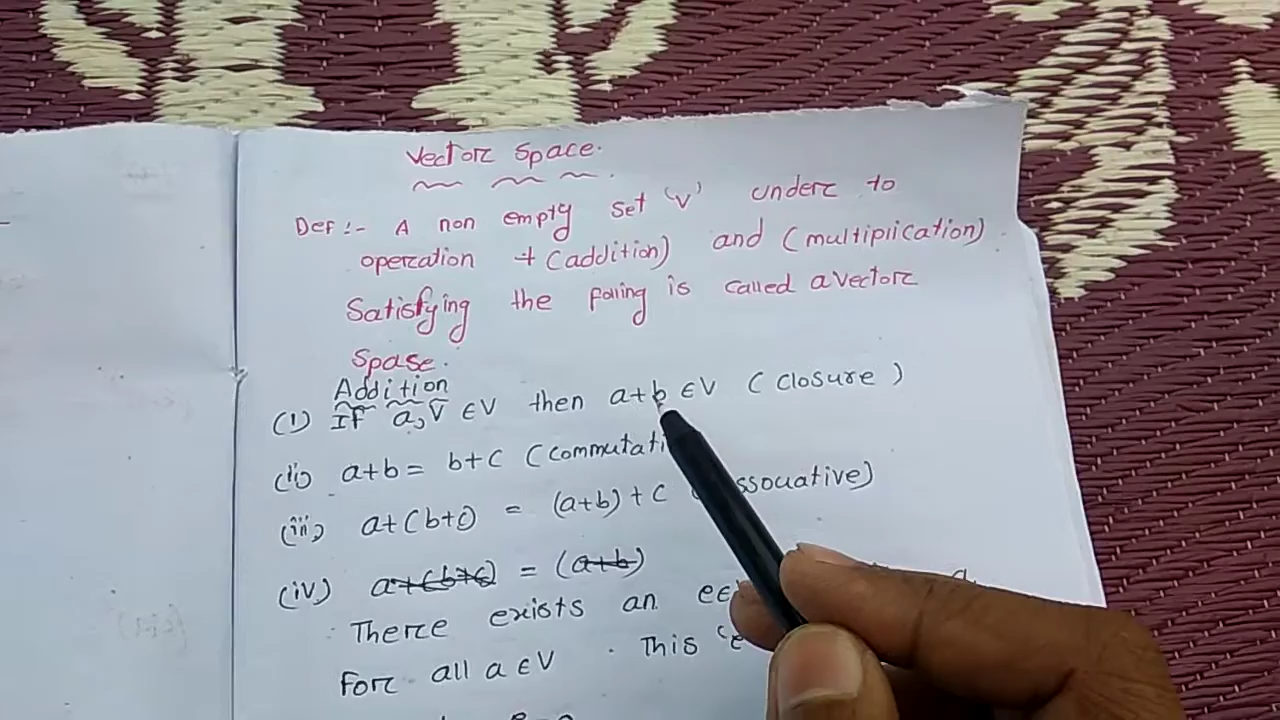 Vector Space.
Def :- A non empty set 'V' under to
operation + (addition) and (multiplication)
Satisfying the folling is called a Vector
Spase.
Addition
(i) If a, V ∈V then a+b ∈V (Closure)
(ii) a+b = b+c (Commutati
(iii) a+(b+c) = (a+b)+c ssouative)
(iv) a+(b+c) = (a+b)
There exists an e∈
For all a ∈V . This 'e